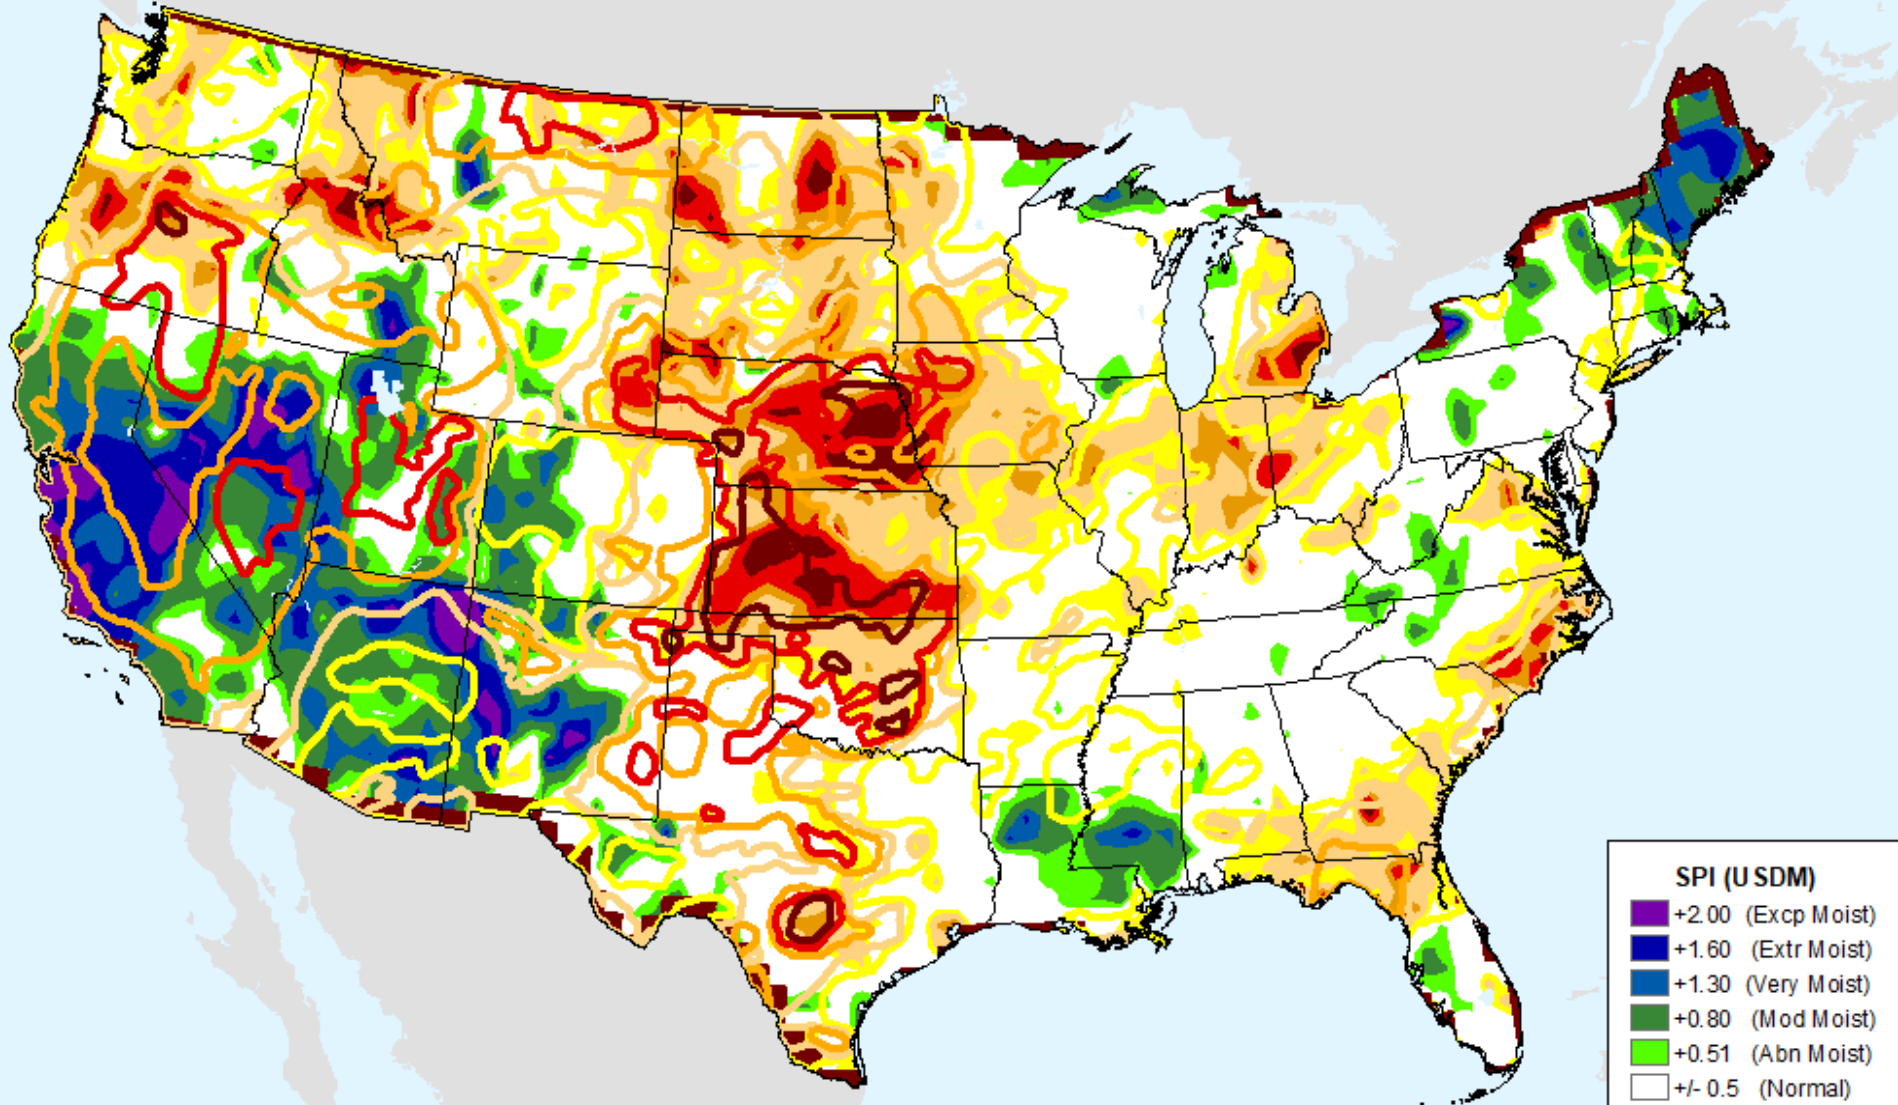 SPI (USDM)
+2.00 (Excp Moist)
+1.60 (Extr Moist)
+1.30 (Very Moist)
+0.80 (Mod Moist)
+0.51 (Abn Moist)
+/- 0.5 (Normal)